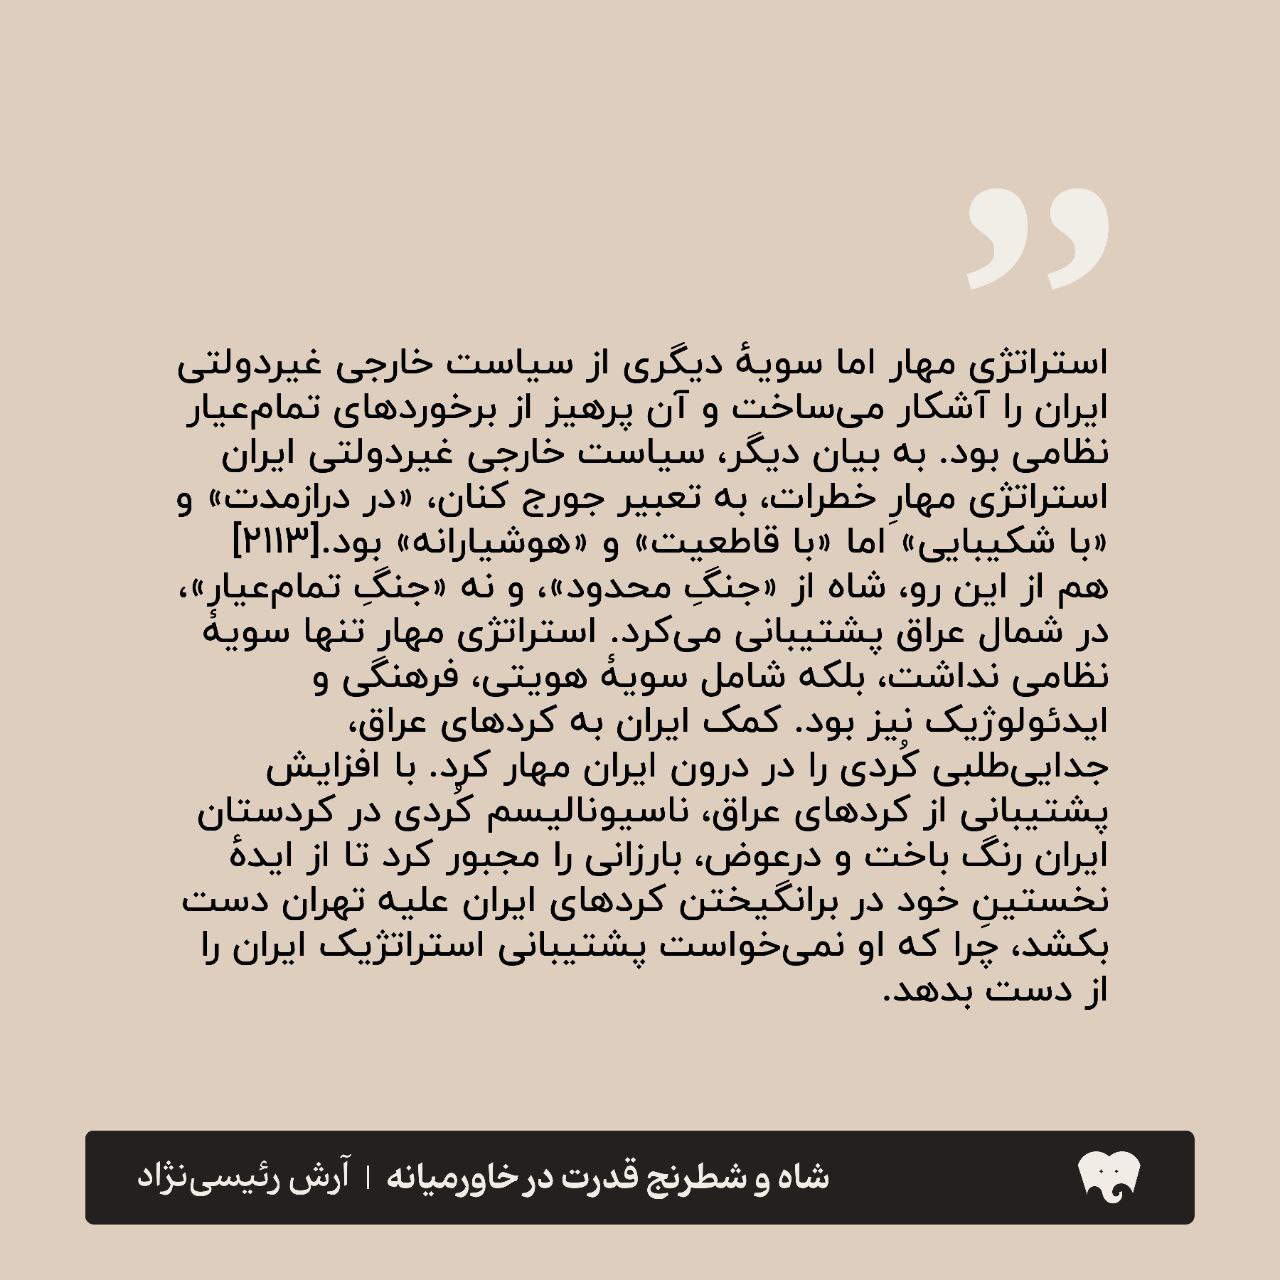 ”
استراتژی مهار اما سویهٔ دیگری از سیاست خارجی غیردولتی
ایران را آشکار می‌ساخت و آن پرهیز از برخوردهای تمام‌عیار
نظامی بود. به بیان دیگر، سیاست خارجی غیردولتی ایران
استراتژی مهارِ خطرات، به تعبیر جورج کنان، «در درازمدت» و
«با شکیبایی» اما «با قاطعیت» و «هوشیارانه» بود.[۲۱۱۳]
هم از این رو، شاه از «جنگِ محدود»، و نه «جنگِ تمام‌عیار»،
در شمال عراق پشتیبانی می‌کرد. استراتژی مهار تنها سویهٔ
نظامی نداشت، بلکه شامل سویهٔ هویتی، فرهنگی و
ایدئولوژیک نیز بود. کمک ایران به کردهای عراق،
جدایی‌طلبی کُردی را در درون ایران مهار کرد. با افزایش
پشتیبانی از کردهای عراق، ناسیونالیسم کُردی در کردستان
ایران رنگ باخت و درعوض، بارزانی را مجبور کرد تا از ایدهٔ
نخستینِ خود در برانگیختن کردهای ایران علیه تهران دست
بکشد، چرا که او نمی‌خواست پشتیبانی استراتژیک ایران را
از دست بدهد.
شاه و شطرنج قدرت در خاورمیانه | آرش رئیسی‌نژاد